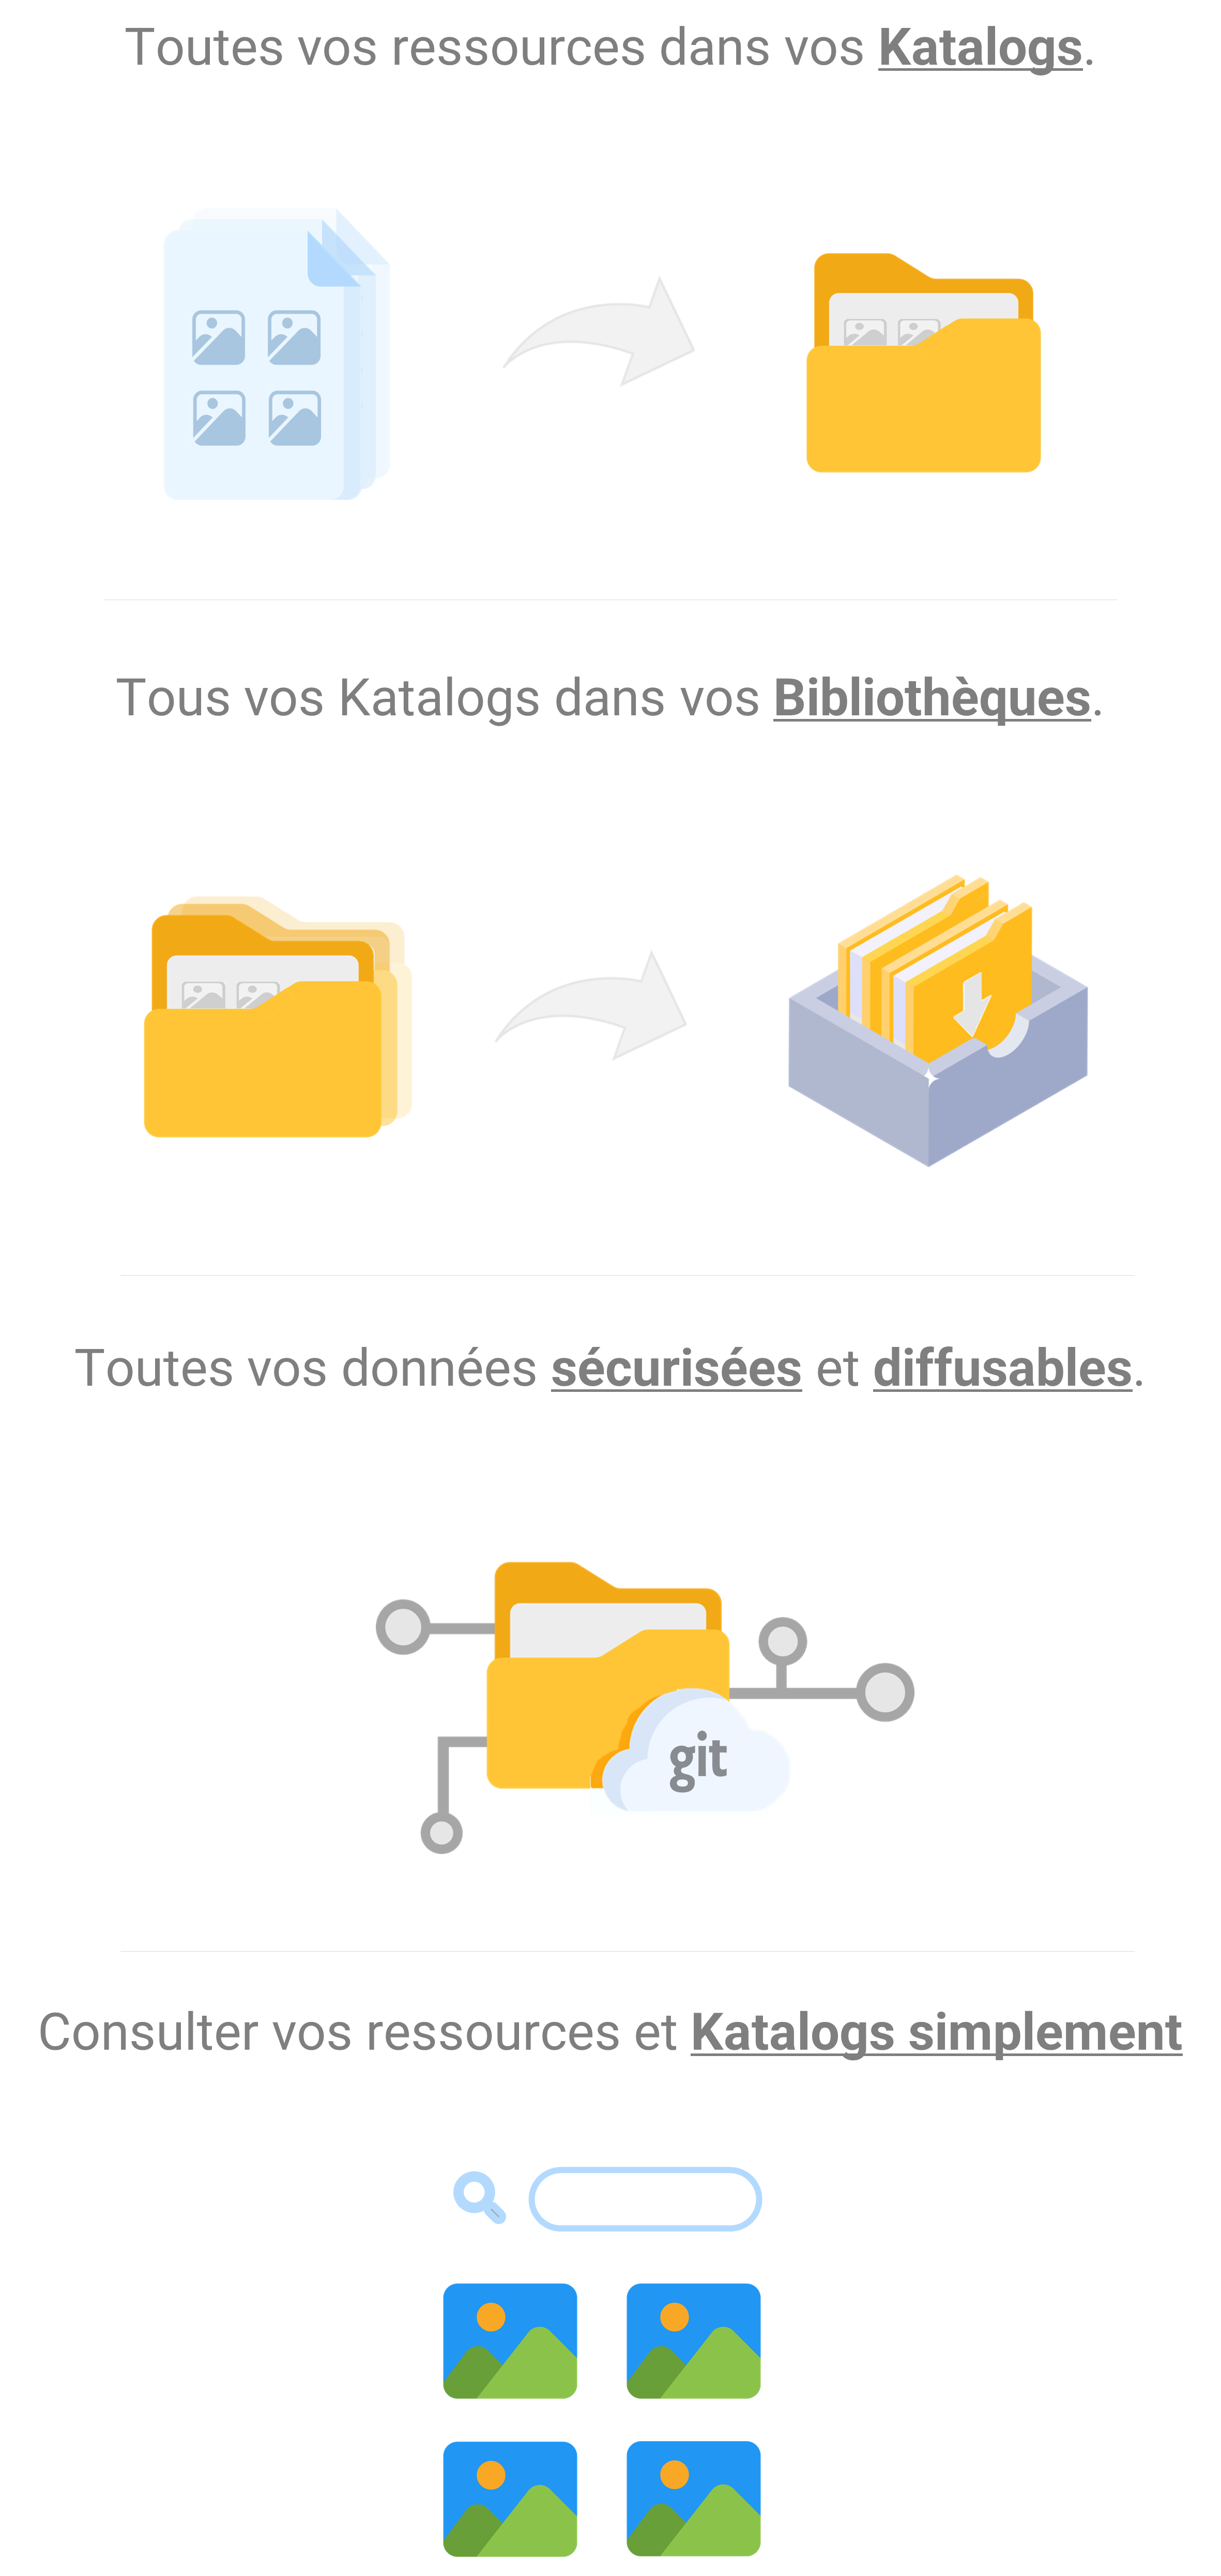 Toutes vos ressources dans vos Katalogs.
Tous vos Katalogs dans vos Bibliothèques.
Toutes vos données sécurisées et diffusables.
git
Consulter vos ressources et Katalogs simplement